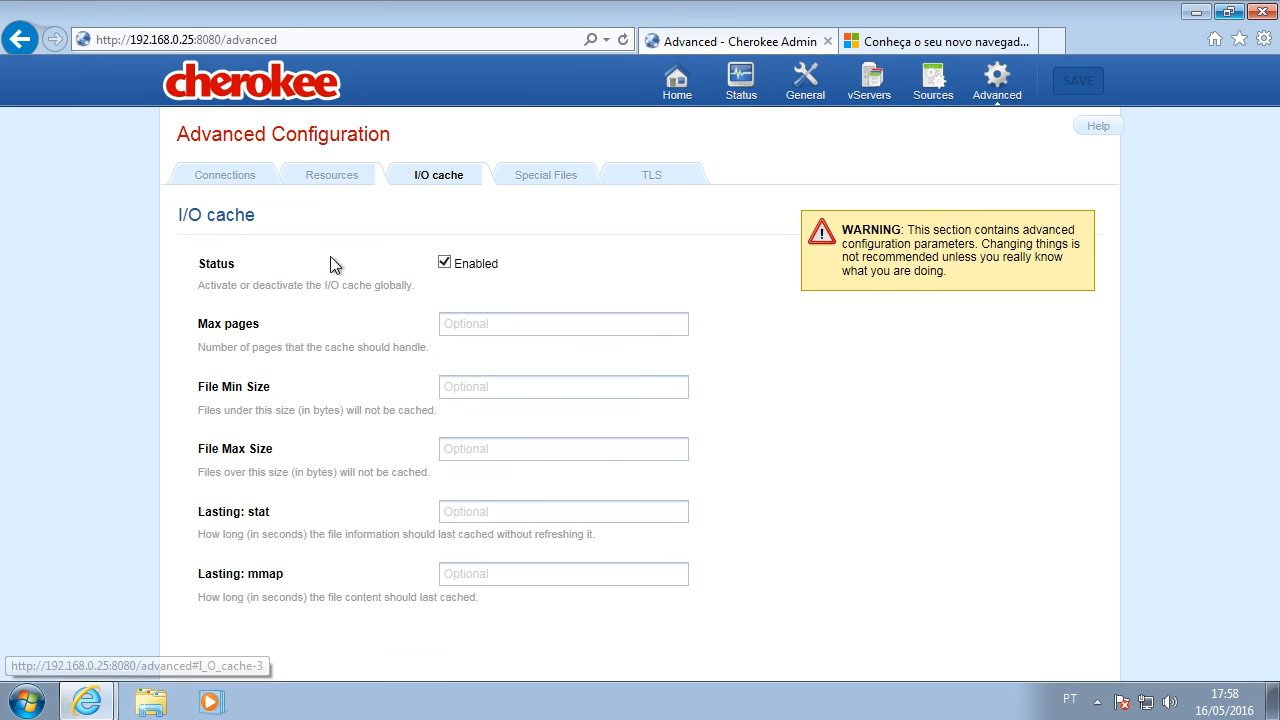 http://192.168.0.25:8080/advanced
Advanced - Cherokee Admin
Conheça o seu novo navegad...
cherokee
Home
Status
General
vServers
Sources
Advanced
SAVE
Advanced Configuration
Help
Connections
Resources
I/O cache
Special Files
TLS
I/O cache
WARNING: This section contains advanced
configuration parameters. Changing things is
not recommended unless you really know
what you are doing.
Status
Enabled
Activate or deactivate the I/O cache globally.
Max pages
Optional
Number of pages that the cache should handle.
File Min Size
Optional
Files under this size (in bytes) will not be cached.
File Max Size
Optional
Files over this size (in bytes) will not be cached.
Lasting: stat
Optional
How long (in seconds) the file information should last cached without refreshing it.
Lasting: mmap
Optional
How long (in seconds) the file content should last cached.
http://192.168.0.25:8080/advanced#I_O_cache-3
PT
17:58
16/05/2016